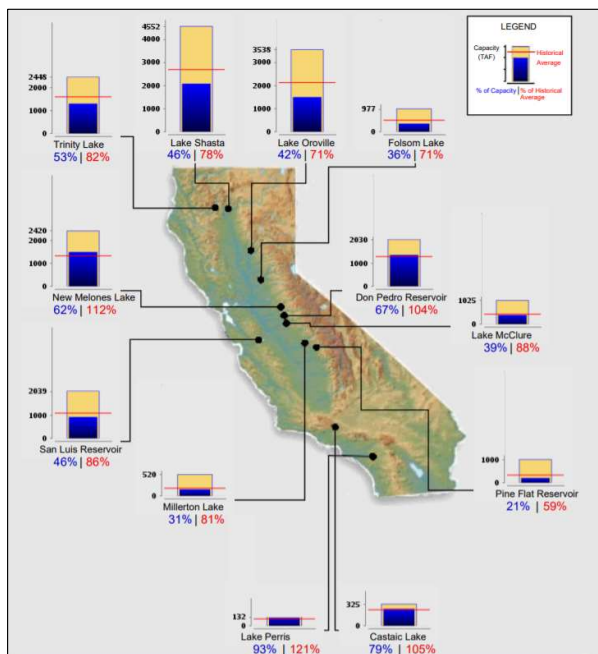 LEGEND
Capacity
(TAF)
Historical
Average
% of Capacity | % of Historical
Average
2448
2000
1000
0
Trinity Lake
53% | 82%
4552
4000
3000
2000
1000
0
Lake Shasta
46% | 78%
3538
3000
2000
1000
0
Lake Oroville
42% | 71%
977
0
Folsom Lake
36% | 71%
2420
2000
1000
0
New Melones Lake
62% | 112%
2030
1000
0
Don Pedro Reservoir
67% | 104%
1025
0
Lake McClure
39% | 88%
2039
1000
0
San Luis Reservoir
46% | 86%
520
0
Millerton Lake
31% | 81%
1000
0
Pine Flat Reservoir
21% | 59%
132
0
Lake Perris
93% | 121%
325
0
Castaic Lake
79% | 105%